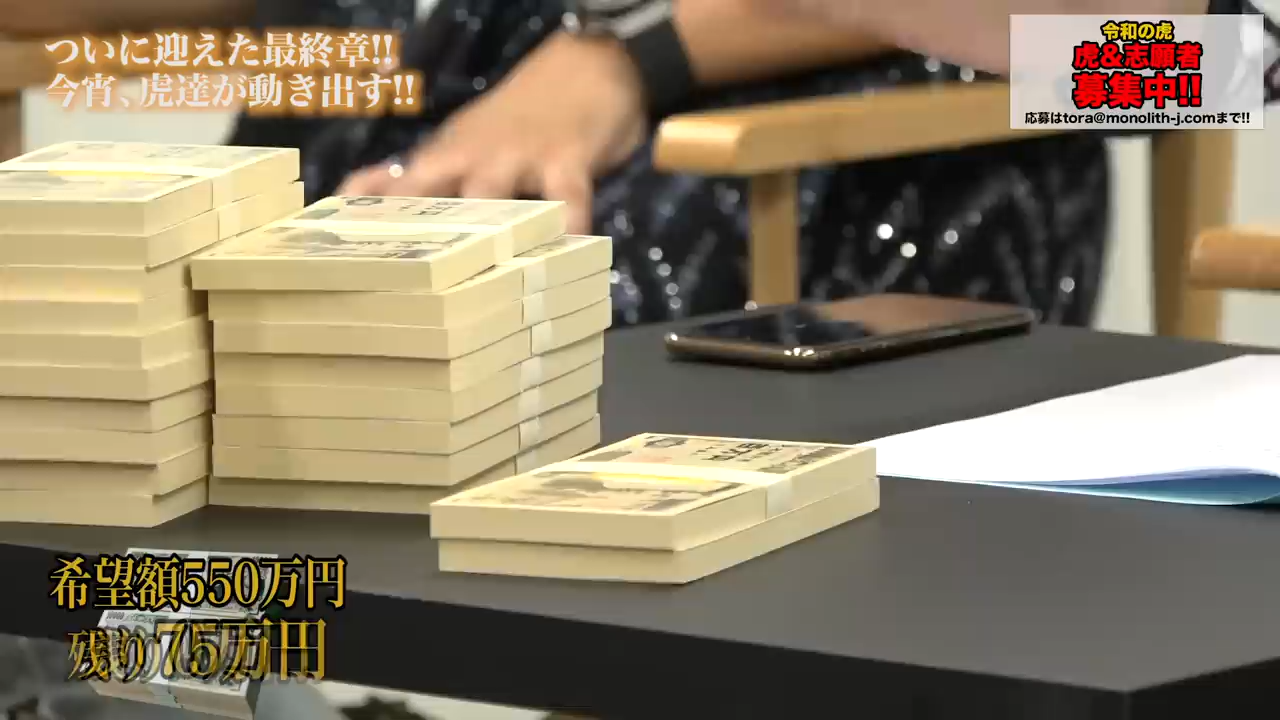 ついに迎えた最終章!!
今宵、虎達が動き出す!!
令和の虎
虎&志願者
募集中!!
応募はtora@monolith-j.comまで!!
希望額550万円
残り75万円